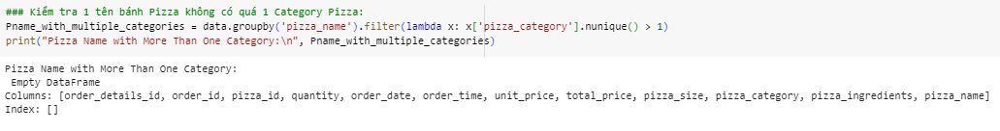 ### Kiểm tra 1 tên bánh Pizza không có quá 1 Category Pizza:
Pname_with_multiple_categories = data.groupby('pizza_name').filter(lambda x: x['pizza_category'].nunique() > 1)
print("Pizza Name with More Than One Category:\n", Pname_with_multiple_categories)
Pizza Name with More Than One Category:
 Empty DataFrame
Columns: [order_details_id, order_id, pizza_id, quantity, order_date, order_time, unit_price, total_price, pizza_size, pizza_category, pizza_ingredients, pizza_name]
Index: []